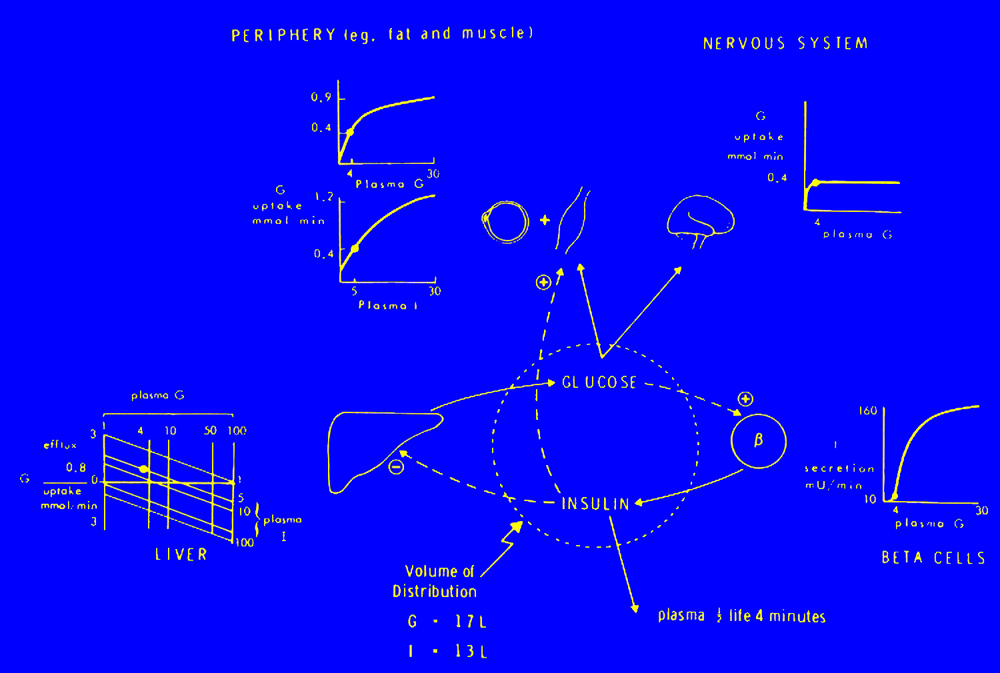 PERIPHERY (eg. fat and muscle)
NERVOUS SYSTEM
0.9
0.4
4
30
Plasma G
G
uptake
mmol min
1.2
0.4
5
30
Plasma I
G
uptake
mmol min
0.4
4
plasma G
GLUCOSE
INSULIN
β
plasma G
1
4
10
50
100
3
efflux
0.8
0
G
uptake
mmol/min
3
1
5
10
100
plasma
I
LIVER
160
I
secretion
mU/min
10
4
30
plasma G
BETA CELLS
Volume of
Distribution
G = 17L
I = 13L
plasma ½ life 4 minutes